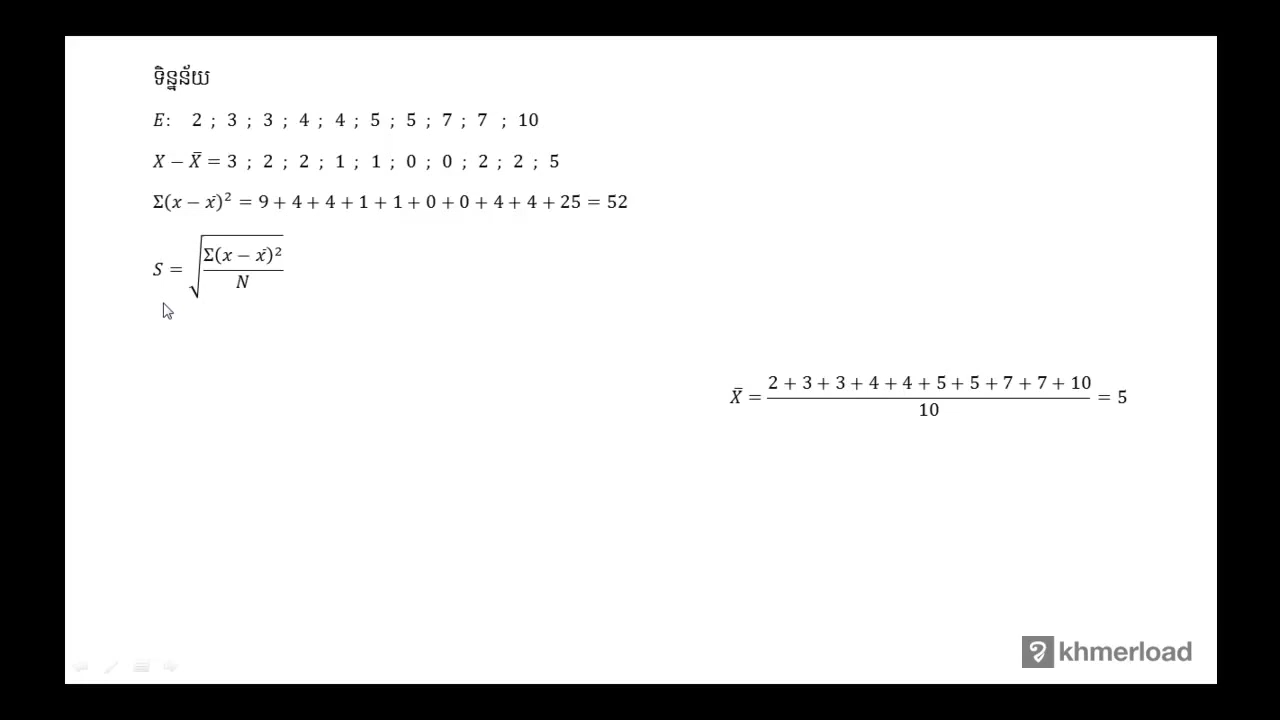 ទិន្នន័យ
E: 2 ; 3 ; 3 ; 4 ; 4 ; 5 ; 5 ; 7 ; 7 ; 10
X − X̄ = 3 ; 2 ; 2 ; 1 ; 1 ; 0 ; 0 ; 2 ; 2 ; 5
Σ(x − x̄)² = 9 + 4 + 4 + 1 + 1 + 0 + 0 + 4 + 4 + 25 = 52
S = √(Σ(x − x̄)² / N)
X̄ = (2 + 3 + 3 + 4 + 4 + 5 + 5 + 7 + 7 + 10) / 10 = 5
khmerload